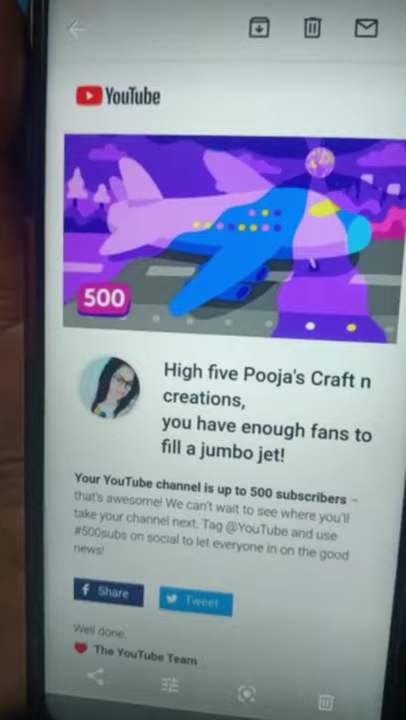 YouTube
500
High five Pooja's Craft n
creations,
you have enough fans to
fill a jumbo jet!
Your YouTube channel is up to 500 subscribers –
that's awesome! We can't wait to see where you'll
take your channel next. Tag @YouTube and use
#500subs on social to let everyone in on the good
news!
Share
Tweet
Well done,
The YouTube Team